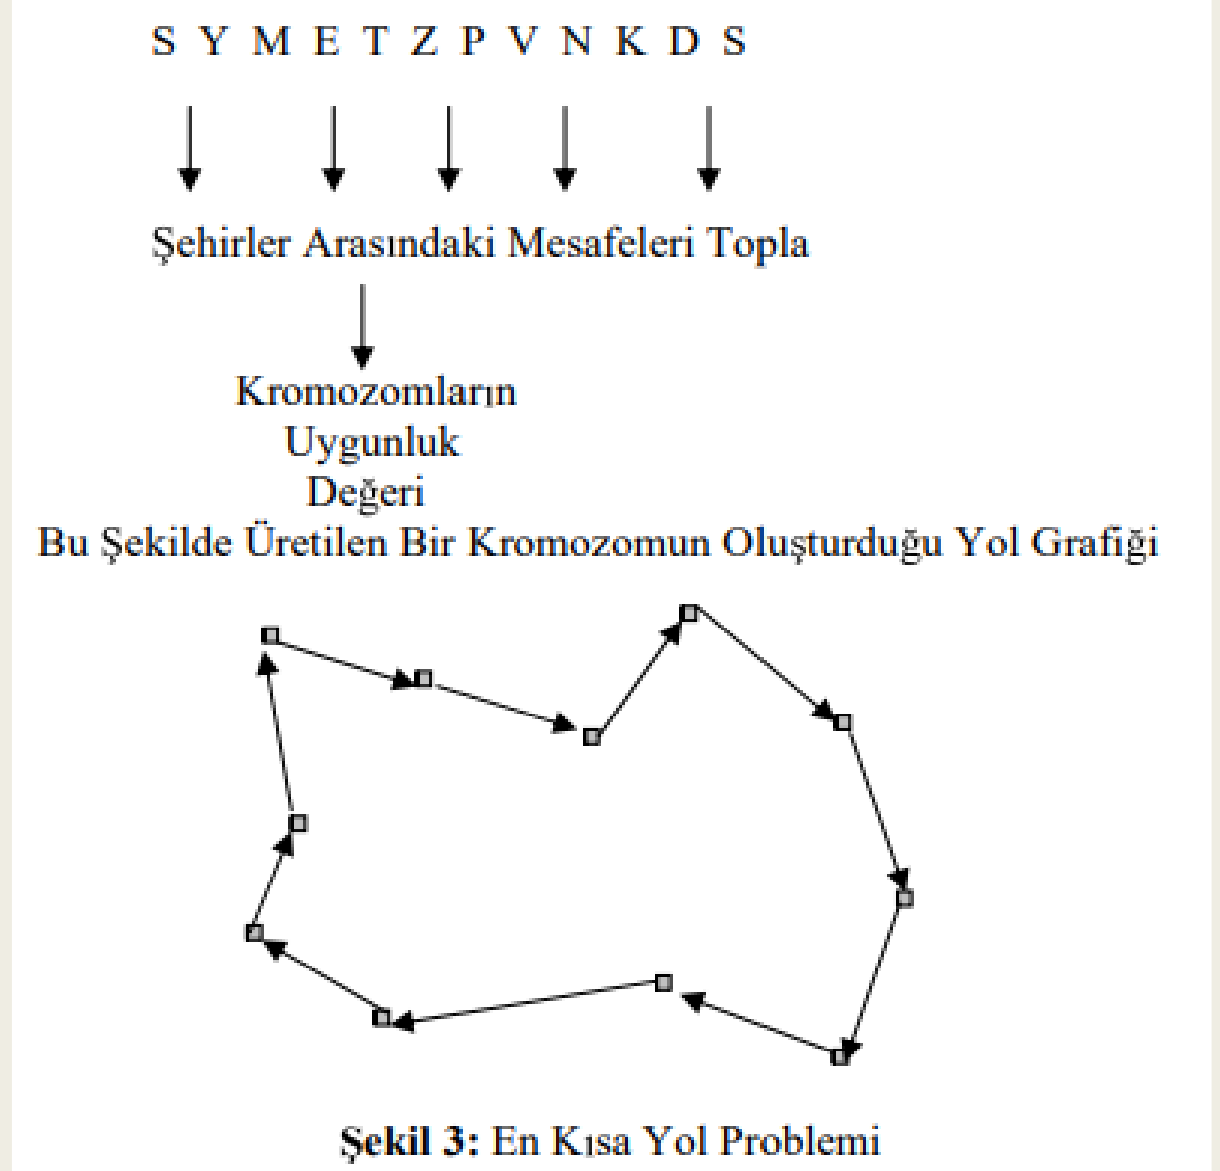 S Y M E T Z P V N K D S
Şehirler Arasındaki Mesafeleri Topla
Kromozomların
Uygunluk
Değeri
Bu Şekilde Üretilen Bir Kromozomun Oluşturduğu Yol Grafiği
Şekil 3: En Kısa Yol Problemi